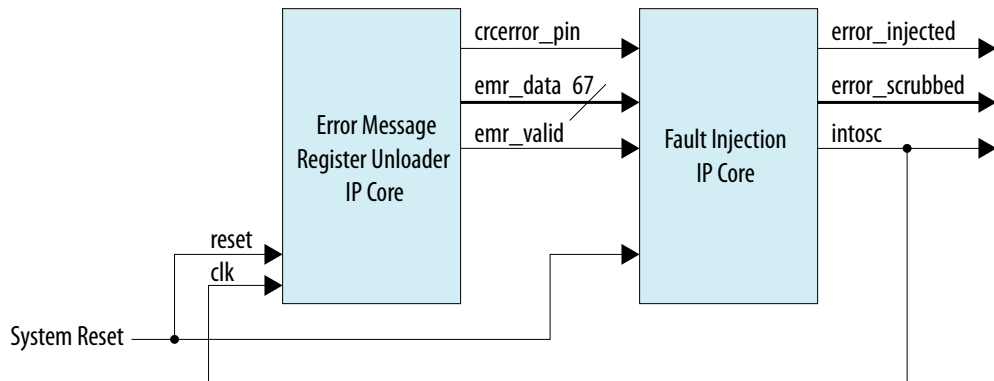 crcerror_pin
emr_data 67
emr_valid
Error Message
Register Unloader
IP Core
reset
clk
System Reset
Fault Injection
IP Core
error_injected
error_scrubbed
intosc